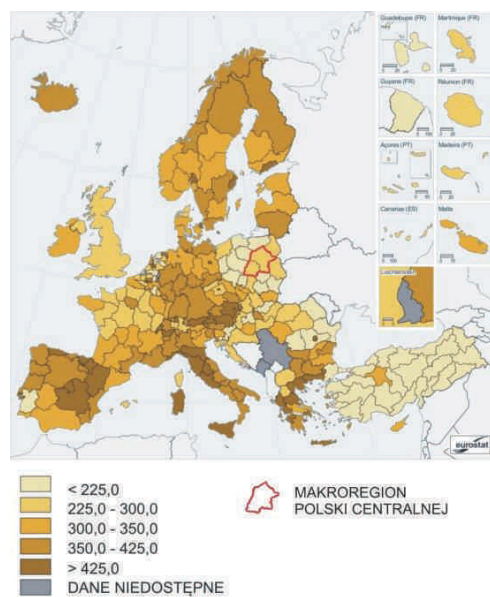 Guadeloupe (FR)
Martinique (FR)
Guyane (FR)
Réunion (FR)
Açores (PT)
Madeira (PT)
Canarias (ES)
Malta
Liechtenstein
eurostat
< 225,0
225,0 - 300,0
300,0 - 350,0
350,0 - 425,0
> 425,0
DANE NIEDOSTĘPNE
MAKROREGION
POLSKI CENTRALNEJ